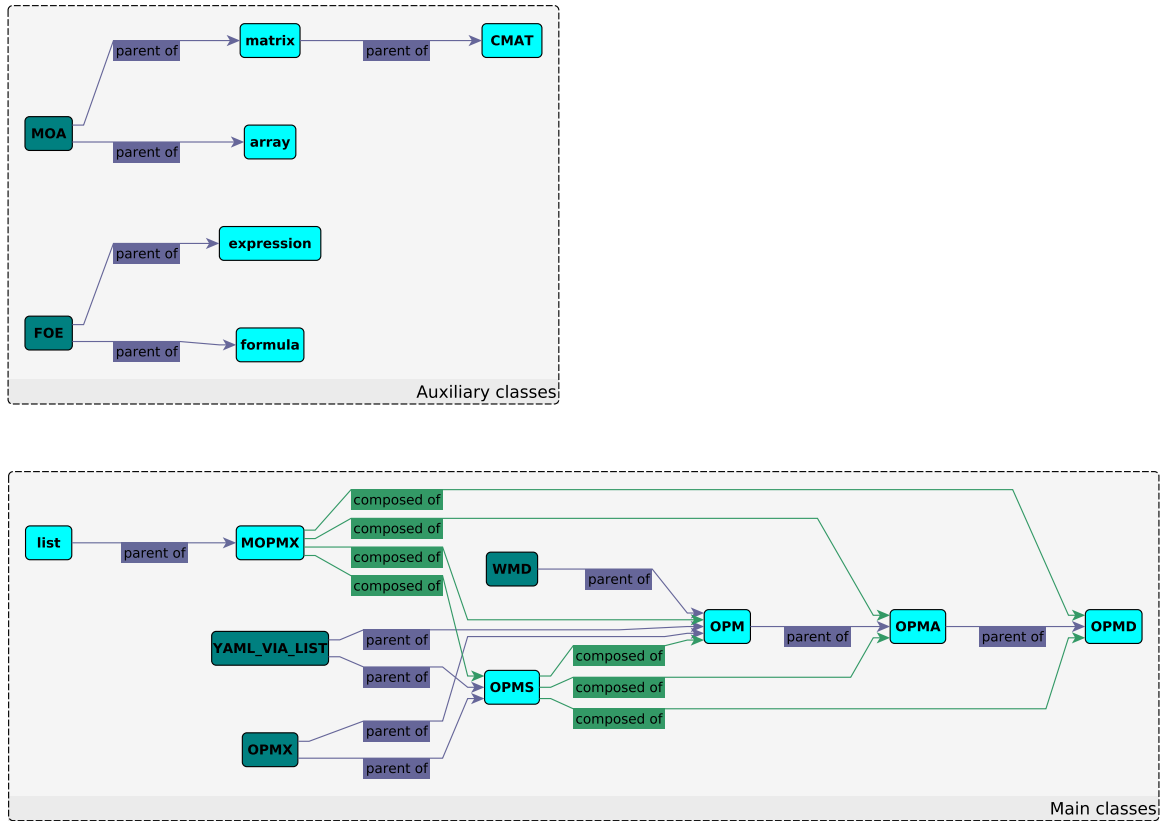 matrix
parent of
CMAT
parent of
MOA
array
parent of
expression
parent of
FOE
formula
parent of
Auxiliary classes
composed of
composed of
list
parent of
MOPMX
composed of
WMD
parent of
composed of
OPM
parent of
OPMA
parent of
OPMD
YAML_VIA_LIST
parent of
composed of
parent of
OPMS
composed of
composed of
parent of
OPMX
parent of
Main classes